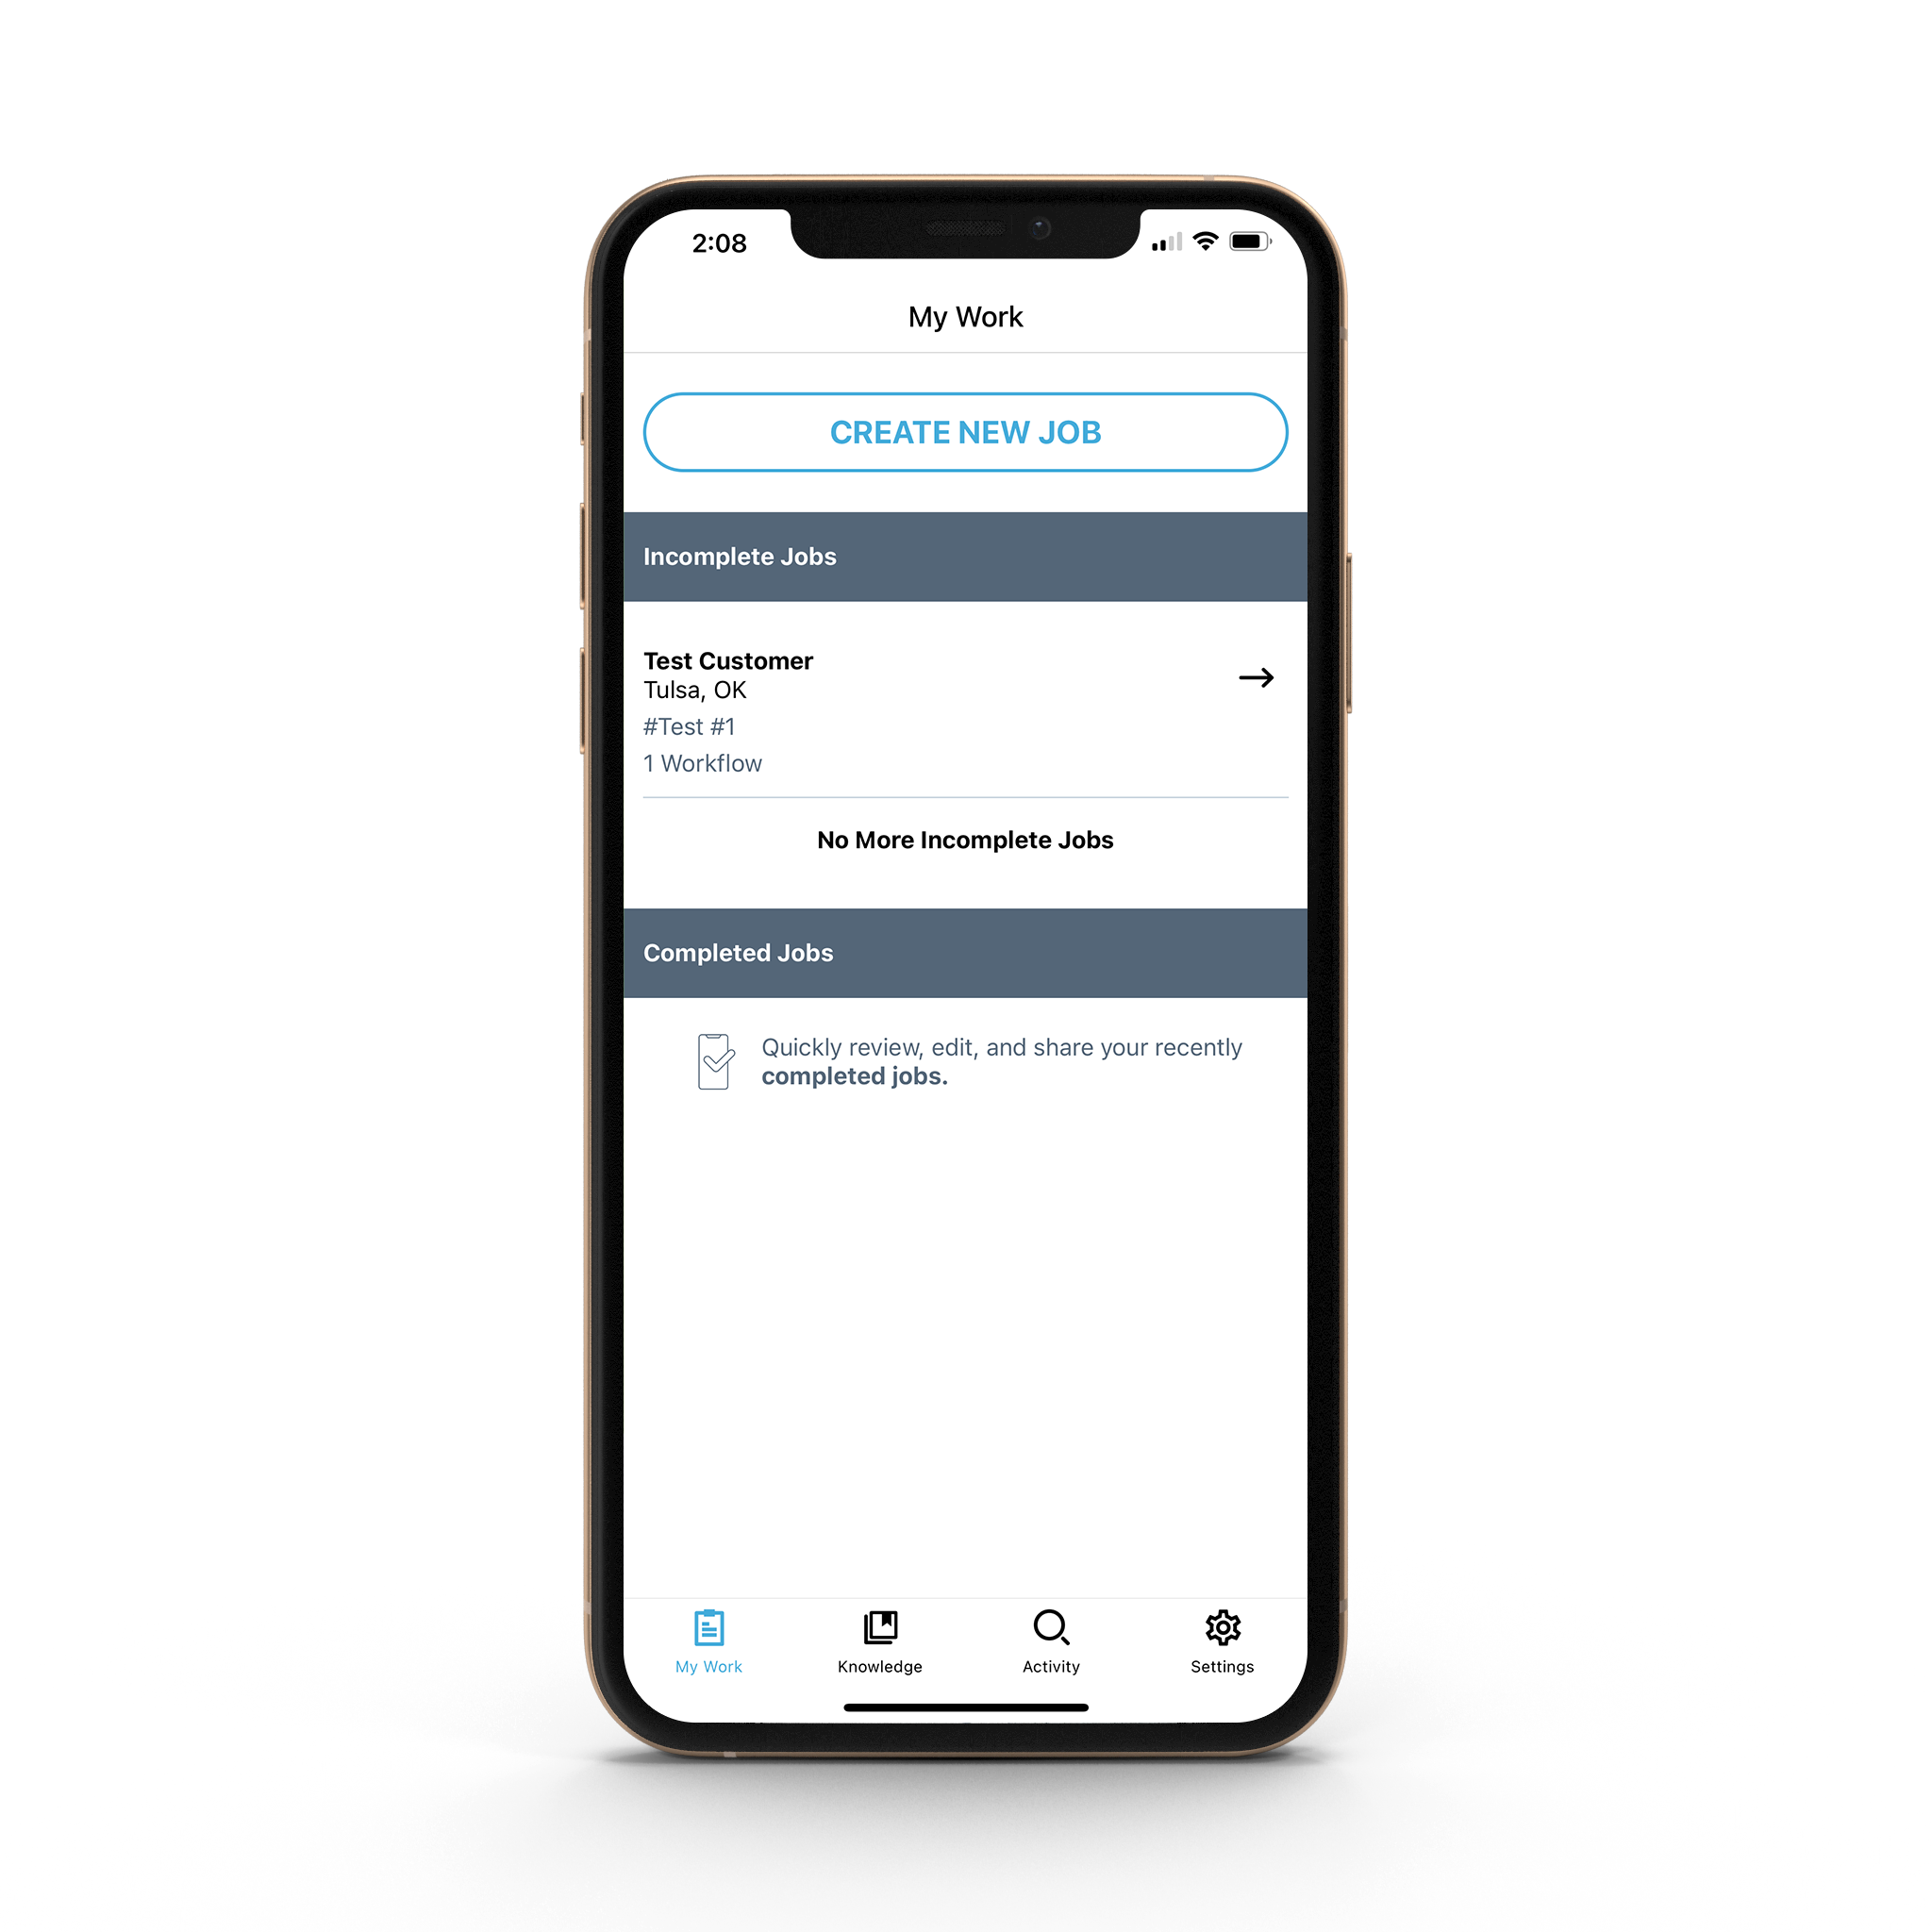 2:08
My Work
CREATE NEW JOB
Incomplete Jobs
Test Customer
Tulsa, OK
#Test #1
1 Workflow
No More Incomplete Jobs
Completed Jobs
Quickly review, edit, and share your recently
completed jobs.
My Work
Knowledge
Activity
Settings